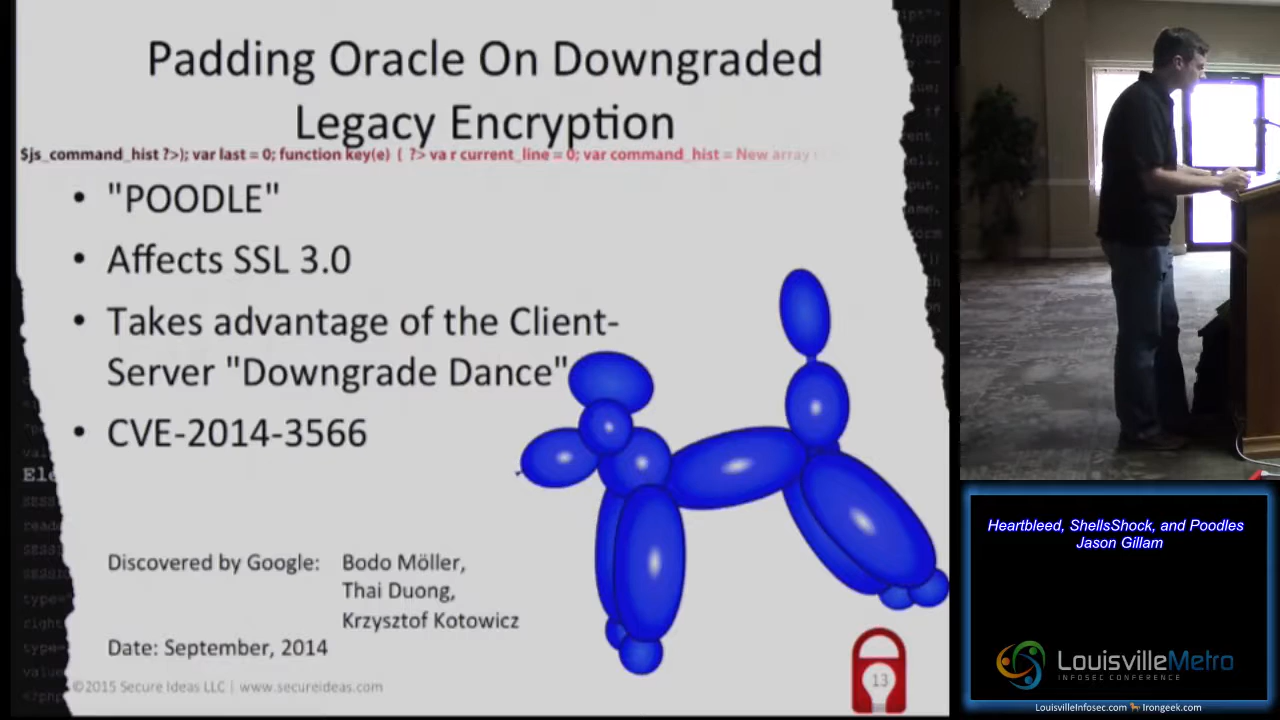 Padding Oracle On Downgraded
Legacy Encryption
$js_command_hist ?>); var last = 0; function key(e) { ?> va r current_line = 0; var command_hist = New array
• "POODLE"
• Affects SSL 3.0
• Takes advantage of the Client-
Server "Downgrade Dance"
• CVE-2014-3566
Discovered by Google: Bodo Möller,
Thai Duong,
Krzysztof Kotowicz
Date: September, 2014
©2015 Secure Ideas LLC | www.secureideas.com
13
Heartbleed, ShellsShock, and Poodles
Jason Gillam
LouisvilleMetro
INFOSEC CONFERENCE
LouisvilleInfosec.com Irongeek.com